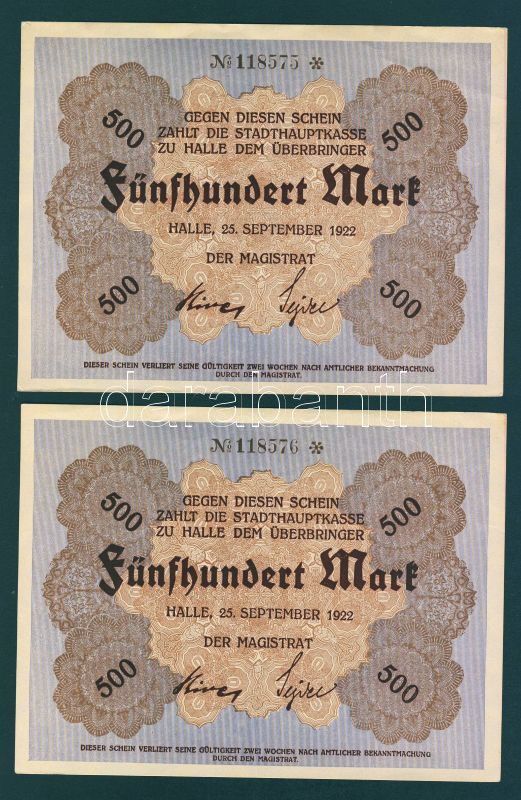 № 118575 *
500 500
GEGEN DIESEN SCHEIN
ZAHLT DIE STADTHAUPTKASSE
ZU HALLE DEM ÜBERBRINGER
Fünfhundert Mark
HALLE, 25. SEPTEMBER 1922
DER MAGISTRAT
500 500
DIESER SCHEIN VERLIERT SEINE GÜLTIGKEIT ZWEI WOCHEN NACH AMTLICHER BEKANNTMACHUNG
DURCH DEN MAGISTRAT.
darabanth
№ 118576 *
500 500
GEGEN DIESEN SCHEIN
ZAHLT DIE STADTHAUPTKASSE
ZU HALLE DEM ÜBERBRINGER
Fünfhundert Mark
HALLE, 25. SEPTEMBER 1922
DER MAGISTRAT
500 500
DIESER SCHEIN VERLIERT SEINE GÜLTIGKEIT ZWEI WOCHEN NACH AMTLICHER BEKANNTMACHUNG
DURCH DEN MAGISTRAT.